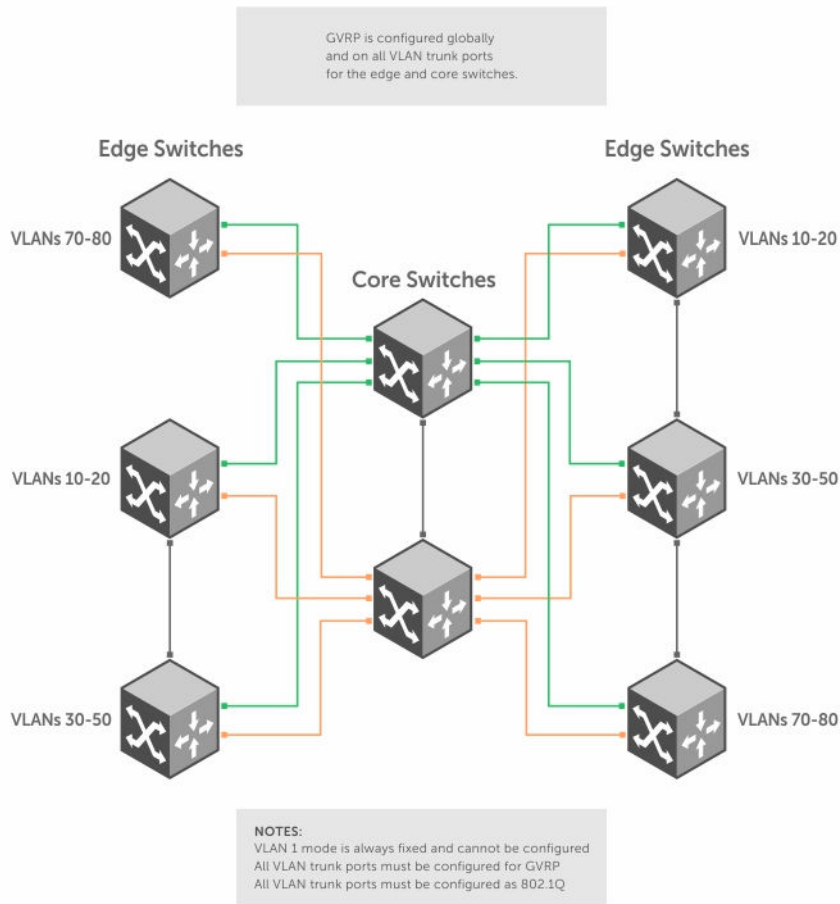 GVRP is configured globally
and on all VLAN trunk ports
for the edge and core switches.
Edge Switches
Edge Switches
VLANs 70-80
VLANs 10-20
Core Switches
VLANs 10-20
VLANs 30-50
VLANs 30-50
VLANs 70-80
NOTES:
VLAN 1 mode is always fixed and cannot be configured
All VLAN trunk ports must be configured for GVRP
All VLAN trunk ports must be configured as 802.1Q